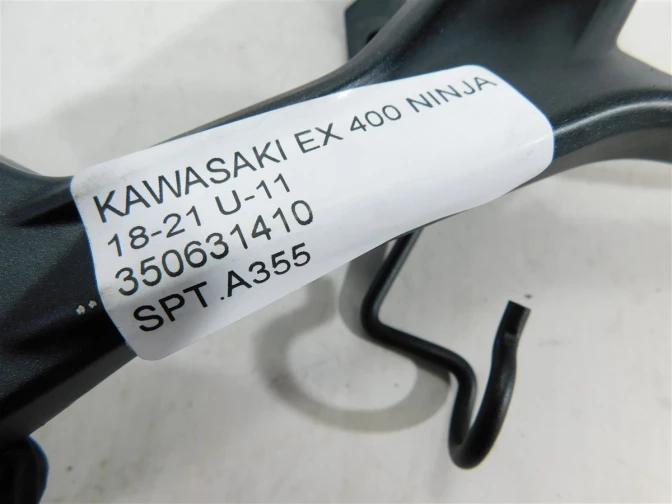 KAWASAKI EX 400 NINJA
18-21 U-11
350631410
SPT.A355